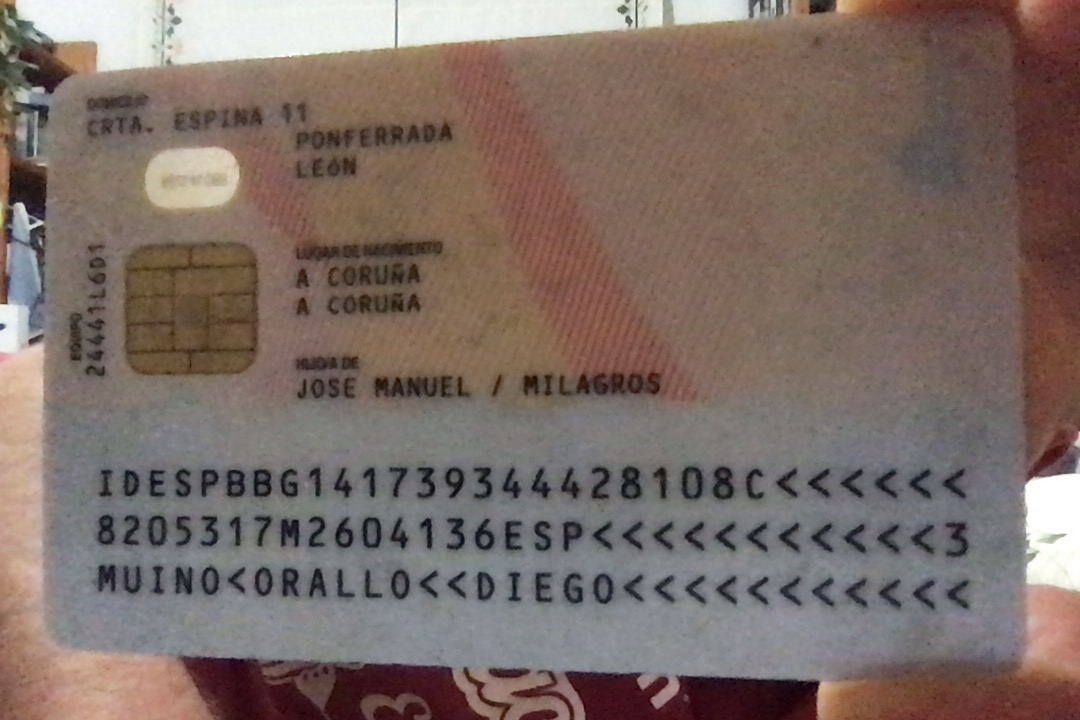 DOMICILIO
CRTA. ESPINA 11
PONFERRADA
LEÓN
LUGAR DE NACIMIENTO
A CORUÑA
A CORUÑA
HIJO/A DE
JOSE MANUEL / MILAGROS
EQUIPO
24441L6D1
IDESPBBG141739344428108C<<<<<<
8205317M2604136ESP<<<<<<<<<<<3
MUINO<ORALLO<<DIEGO<<<<<<<<<<<